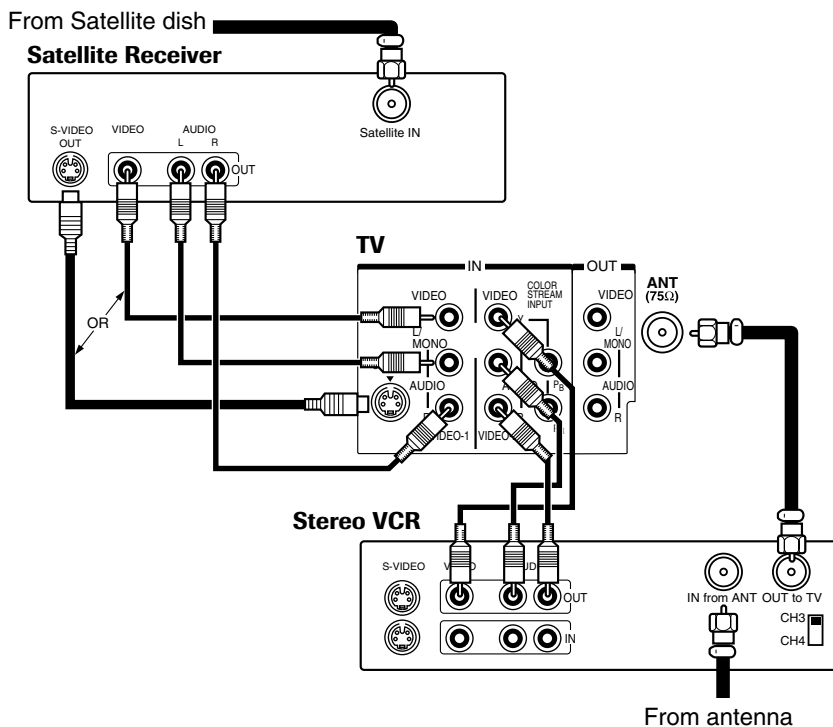 From Satellite dish
Satellite Receiver
S-VIDEO
OUT
VIDEO
AUDIO
L
R
OUT
Satellite IN
OR
TV
IN
OUT
VIDEO
L/
MONO
AUDIO
VIDEO
COLOR
STREAM
INPUT
Y
PB
VIDEO
L/
MONO
AUDIO
R
ANT
(75Ω)
Stereo VCR
S-VIDEO
OUT
IN
IN from ANT
OUT to TV
CH3
CH4
From antenna